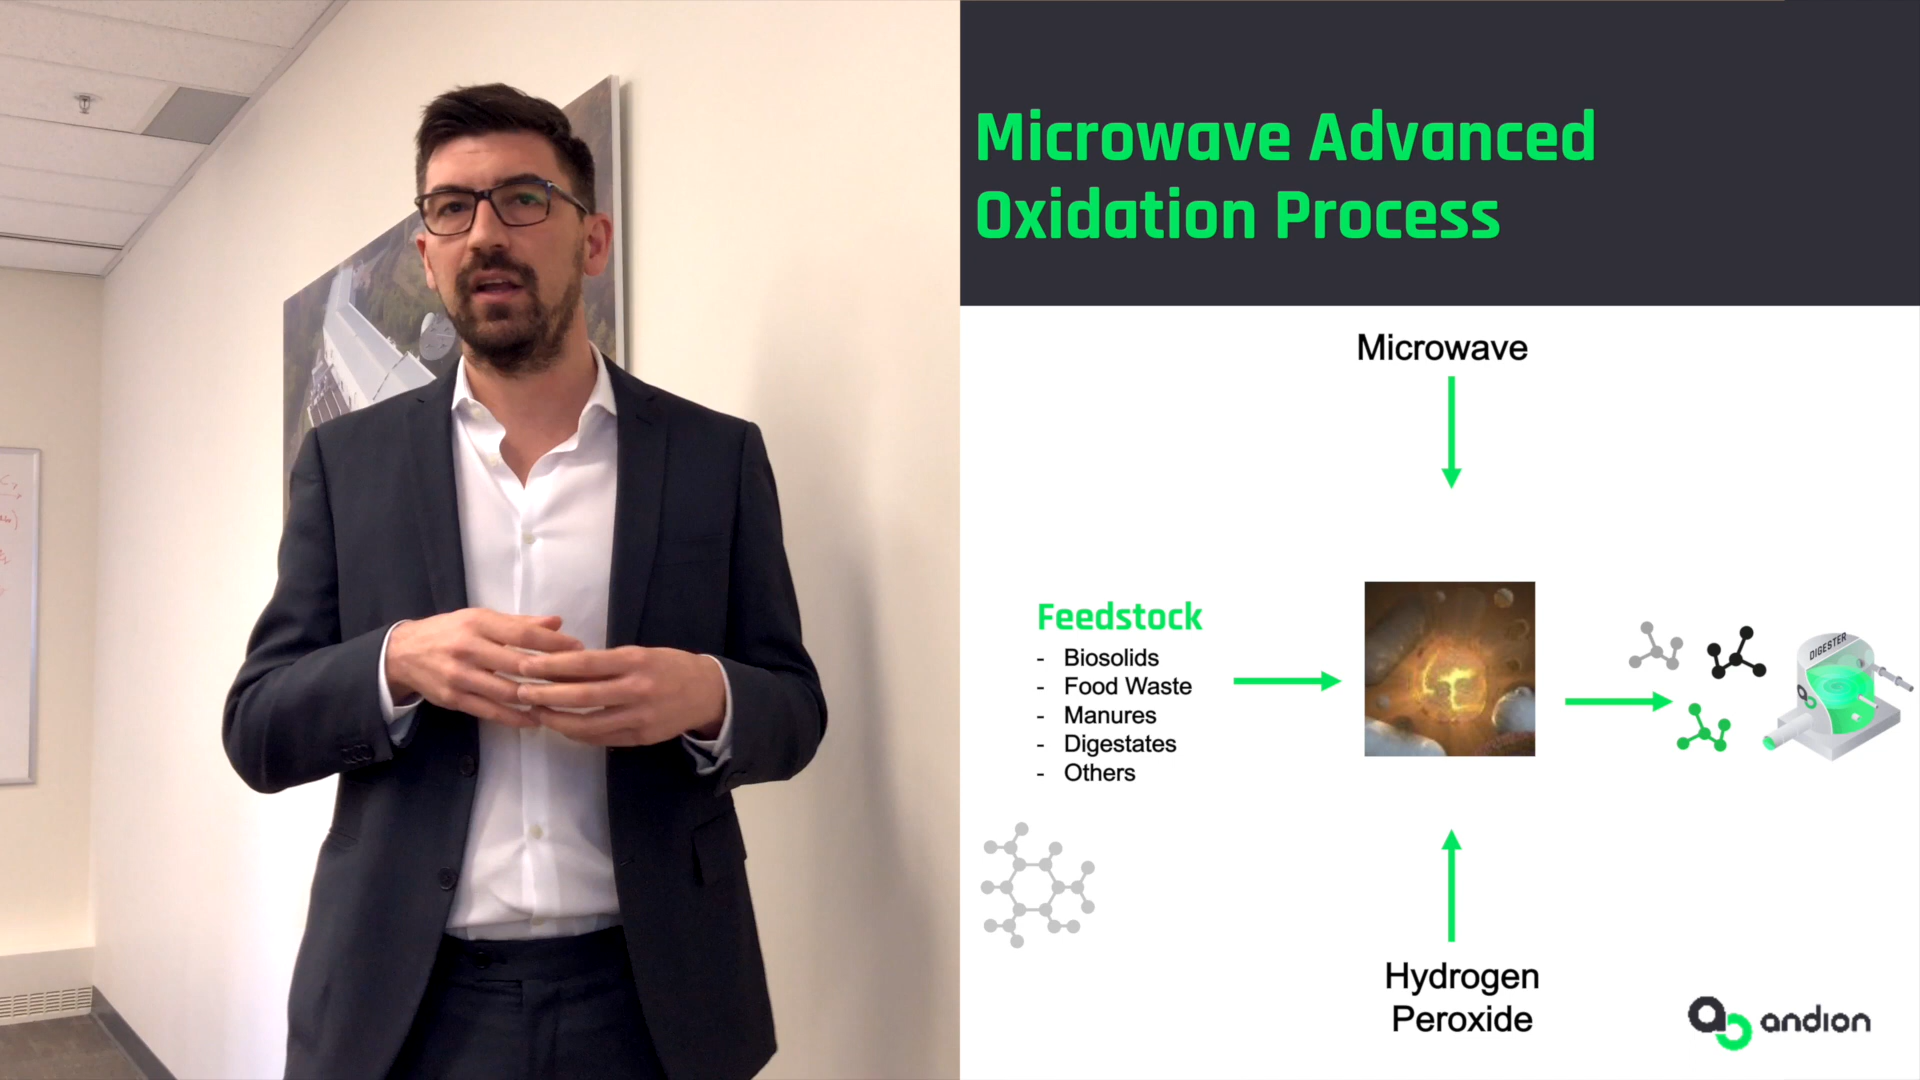 Microwave Advanced
Oxidation Process
Microwave
Feedstock
- Biosolids
- Food Waste
- Manures
- Digestates
- Others
DIGESTER
Hydrogen
Peroxide
andion